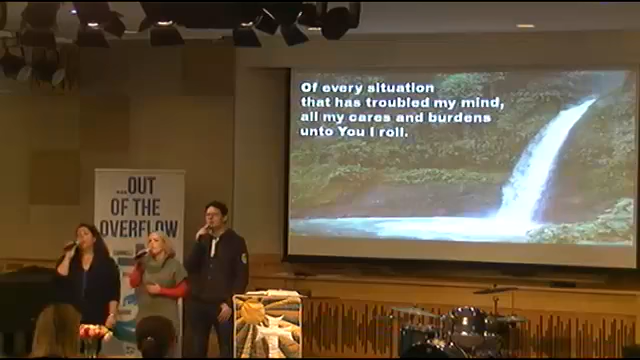 Of every situation
that has troubled my mind,
all my cares and burdens
unto You I roll.
...OUT
OF THE
OVERFLOW